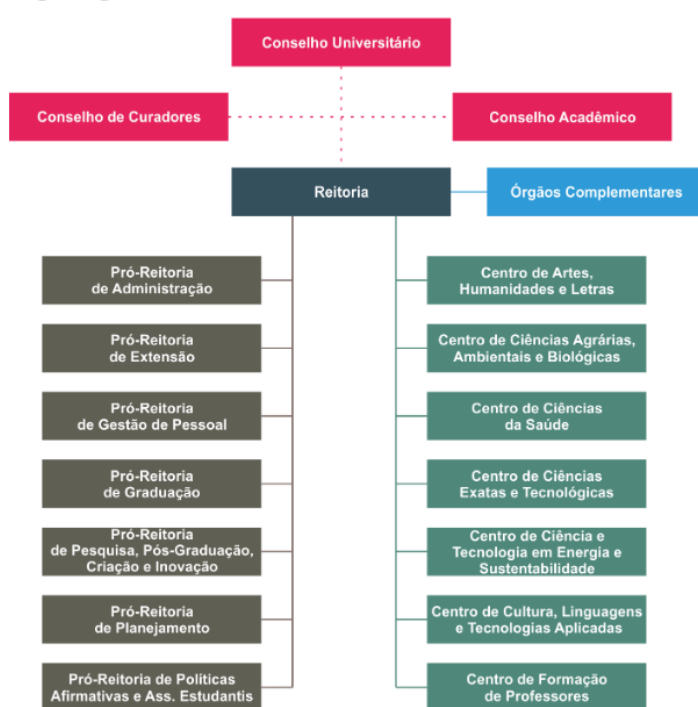 Conselho Universitário
Conselho de Curadores
Conselho Acadêmico
Reitoria
Órgãos Complementares
Pró-Reitoria
de Administração
Centro de Artes,
Humanidades e Letras
Pró-Reitoria
de Extensão
Centro de Ciências Agrárias,
Ambientais e Biológicas
Pró-Reitoria
de Gestão de Pessoal
Centro de Ciências
da Saúde
Pró-Reitoria
de Graduação
Centro de Ciências
Exatas e Tecnológicas
Pró-Reitoria
de Pesquisa, Pós-Graduação,
Criação e Inovação
Centro de Ciência e
Tecnologia em Energia e
Sustentabilidade
Pró-Reitoria
de Planejamento
Centro de Cultura, Linguagens
e Tecnologias Aplicadas
Pró-Reitoria de Políticas
Afirmativas e Ass. Estudantis
Centro de Formação
de Professores